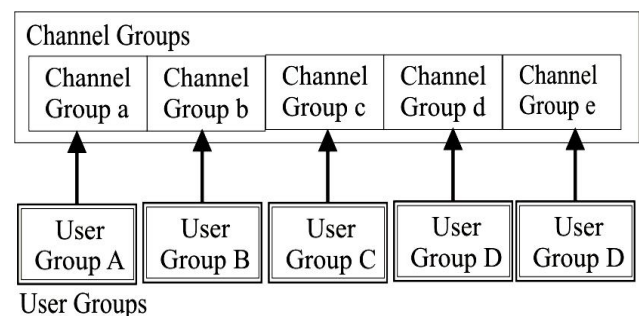 Channel Groups
Channel Group a
Channel Group b
Channel Group c
Channel Group d
Channel Group e
User Group A
User Group B
User Group C
User Group D
User Group D
User Groups